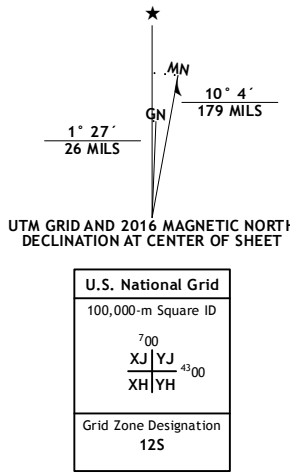 ★
MN
10° 4´
179 MILS
GN
1° 27´
26 MILS
UTM GRID AND 2016 MAGNETIC NORTH
DECLINATION AT CENTER OF SHEET
U.S. National Grid
100,000-m Square ID
⁷00
XJ YJ
⁴³00
XH YH
Grid Zone Designation
12S